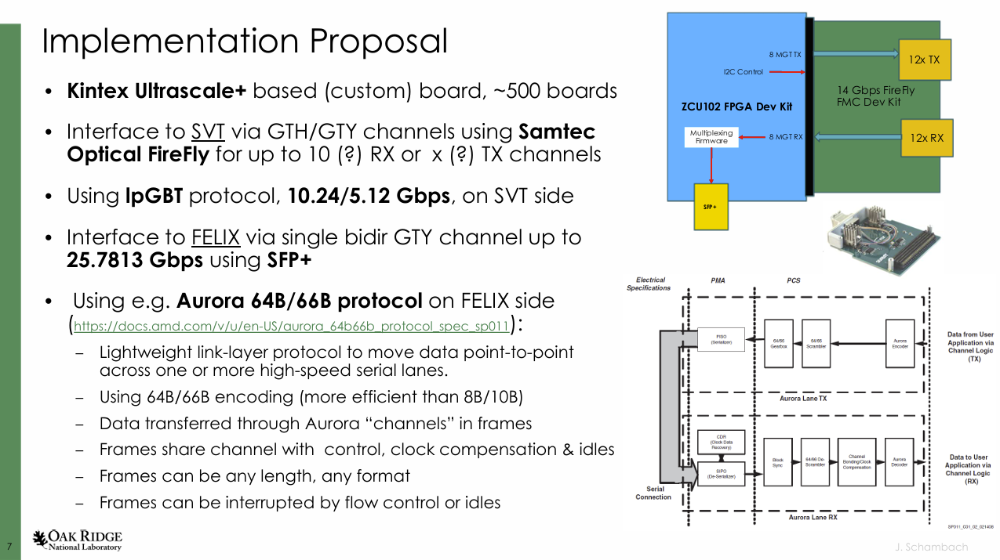 Implementation Proposal
• Kintex Ultrascale+ based (custom) board, ~500 boards
• Interface to SVT via GTH/GTY channels using Samtec
Optical FireFly for up to 10 (?) RX or x (?) TX channels
• Using lpGBT protocol, 10.24/5.12 Gbps, on SVT side
• Interface to FELIX via single bidir GTY channel up to
25.7813 Gbps using SFP+
• Using e.g. Aurora 64B/66B protocol on FELIX side
(https://docs.amd.com/v/u/en-US/aurora_64b66b_protocol_spec_sp011):
– Lightweight link-layer protocol to move data point-to-point
across one or more high-speed serial lanes.
– Using 64B/66B encoding (more efficient than 8B/10B)
– Data transferred through Aurora “channels” in frames
– Frames share channel with control, clock compensation & idles
– Frames can be any length, any format
– Frames can be interrupted by flow control or idles
8 MGT TX
12x TX
I2C Control
14 Gbps FireFly
FMC Dev Kit
ZCU102 FPGA Dev Kit
Multiplexing
Firmware
8 MGT RX
12x RX
SFP+
Electrical
Specifications
PMA
PCS
PISO
(Serializer)
64/66
Gearbox
64/66
Scrambler
Aurora
Encoder
Data from User
Application via
Channel Logic
(TX)
Aurora Lane TX
CDR
(Clock Data
Recovery)
SIPO
(De-Serializer)
Block
Sync
64/66 De-
Scrambler
Channel
Bonding/Clock
Compensation
Aurora
Decoder
Data to User
Application via
Channel Logic
(RX)
Serial
Connection
Aurora Lane RX
SP011_C01_02_021406
7
OAK RIDGE
National Laboratory
J. Schambach